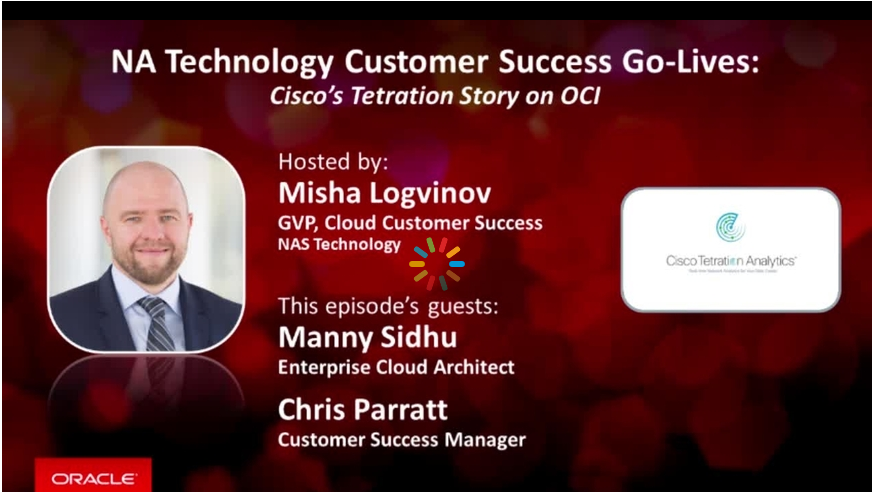 NA Technology Customer Success Go-Lives:
Cisco's Tetration Story on OCI
Hosted by:
Misha Logvinov
GVP, Cloud Customer Success
NAS Technology
This episode's guests:
Manny Sidhu
Enterprise Cloud Architect
Chris Parratt
Customer Success Manager
Cisco Tetration Analytics
ORACLE